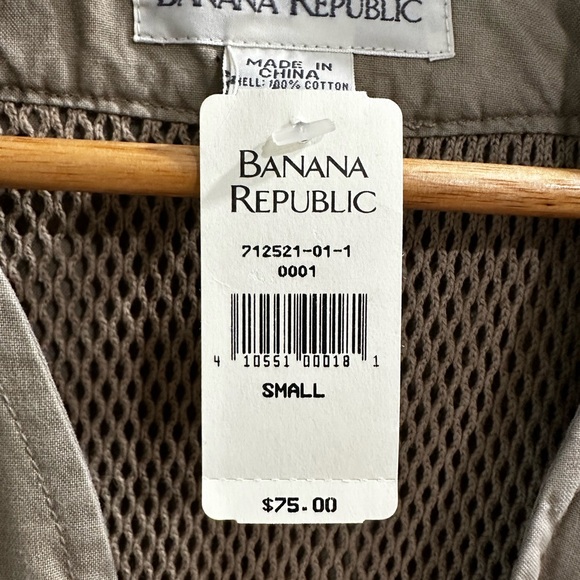 BANANA REPUBLIC
MADE IN
CHINA
SHELL: 100% COTTON
BANANA
REPUBLIC
712521-01-1
0001
4 10551 00018 1
SMALL
$75.00